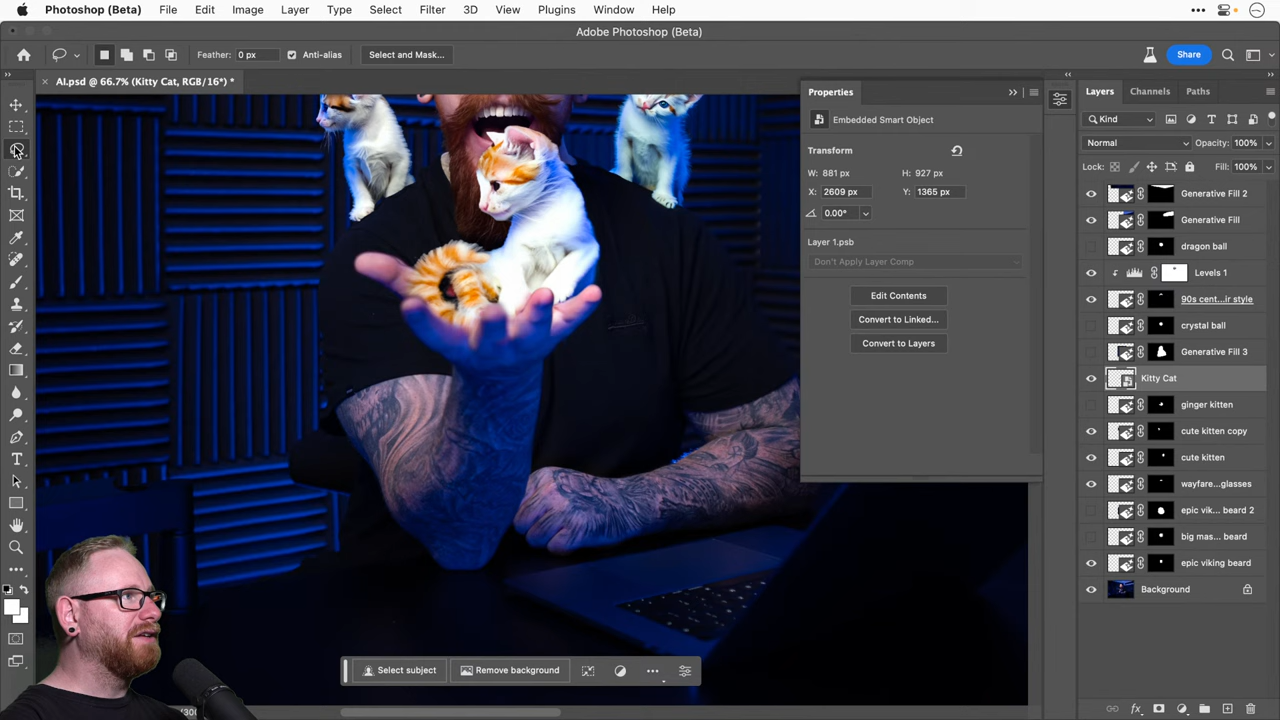 Photoshop (Beta) File Edit Image Layer Type Select Filter 3D View Plugins Window Help
Adobe Photoshop (Beta)
Feather: 0 px Anti-alias Select and Mask... Share
AI.psd @ 66.7% (Kitty Cat, RGB/16*) *
Properties
Embedded Smart Object
Transform
W: 881 px H: 927 px
X: 2609 px Y: 1365 px
0.00°
Layer 1.psb
Don't Apply Layer Comp
Edit Contents
Convert to Linked...
Convert to Layers
Layers Channels Paths
Kind
Normal Opacity: 100%
Lock: Fill: 100%
Generative Fill 2
Generative Fill
dragon ball
Levels 1
90s cent...ir style
crystal ball
Generative Fill 3
Kitty Cat
ginger kitten
cute kitten copy
cute kitten
wayfare...glasses
epic vik... beard 2
big mas... beard
epic viking beard
Background
Select subject Remove background